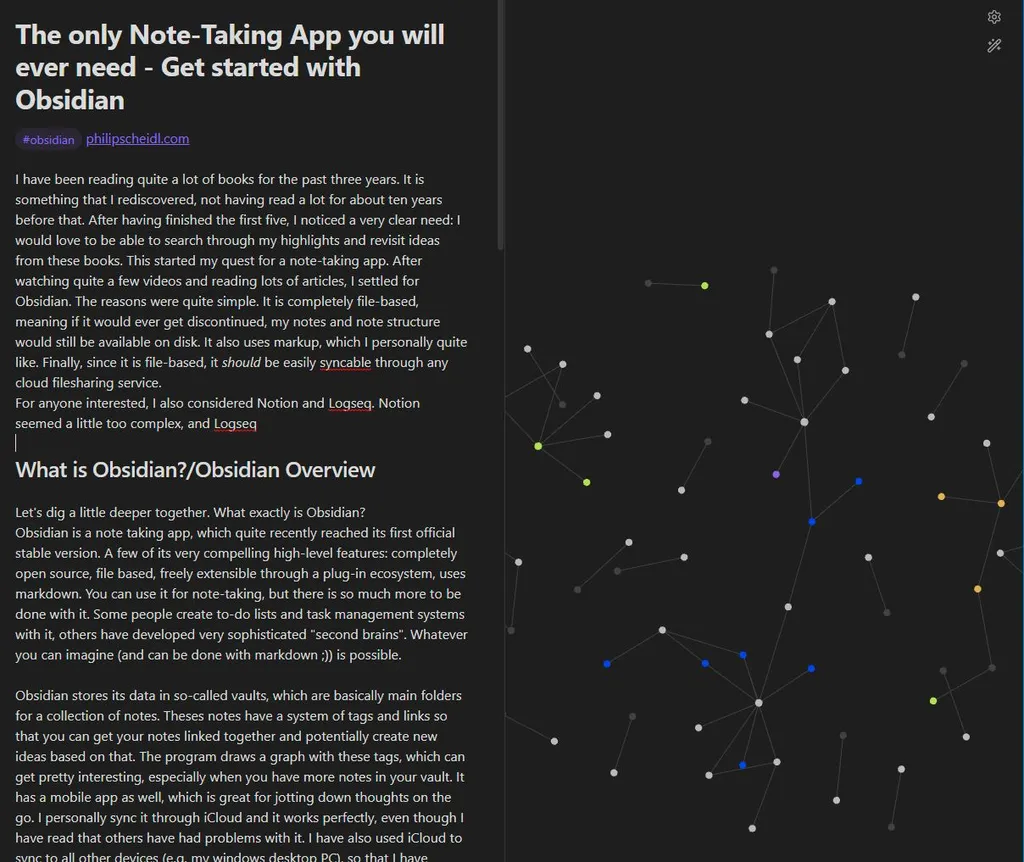 The only Note-Taking App you will
ever need - Get started with
Obsidian
#obsidian philipscheidl.com
I have been reading quite a lot of books for the past three years. It is
something that I rediscovered, not having read a lot for about ten years
before that. After having finished the first five, I noticed a very clear need: I
would love to be able to search through my highlights and revisit ideas
from these books. This started my quest for a note-taking app. After
watching quite a few videos and reading lots of articles, I settled for
Obsidian. The reasons were quite simple. It is completely file-based,
meaning if it would ever get discontinued, my notes and note structure
would still be available on disk. It also uses markup, which I personally quite
like. Finally, since it is file-based, it should be easily syncable through any
cloud filesharing service.
For anyone interested, I also considered Notion and Logseq. Notion
seemed a little too complex, and Logseq
What is Obsidian?/Obsidian Overview
Let's dig a little deeper together. What exactly is Obsidian?
Obsidian is a note taking app, which quite recently reached its first official
stable version. A few of its very compelling high-level features: completely
open source, file based, freely extensible through a plug-in ecosystem, uses
markdown. You can use it for note-taking, but there is so much more to be
done with it. Some people create to-do lists and task management systems
with it, others have developed very sophisticated "second brains". Whatever
you can imagine (and can be done with markdown ;)) is possible.
Obsidian stores its data in so-called vaults, which are basically main folders
for a collection of notes. Theses notes have a system of tags and links so
that you can get your notes linked together and potentially create new
ideas based on that. The program draws a graph with these tags, which can
get pretty interesting, especially when you have more notes in your vault. It
has a mobile app as well, which is great for jotting down thoughts on the
go. I personally sync it through iCloud and it works perfectly, even though I
have read that others have had problems with it. I have also used iCloud to
sync to all other devices (e.g. my windows desktop PC), so that I have